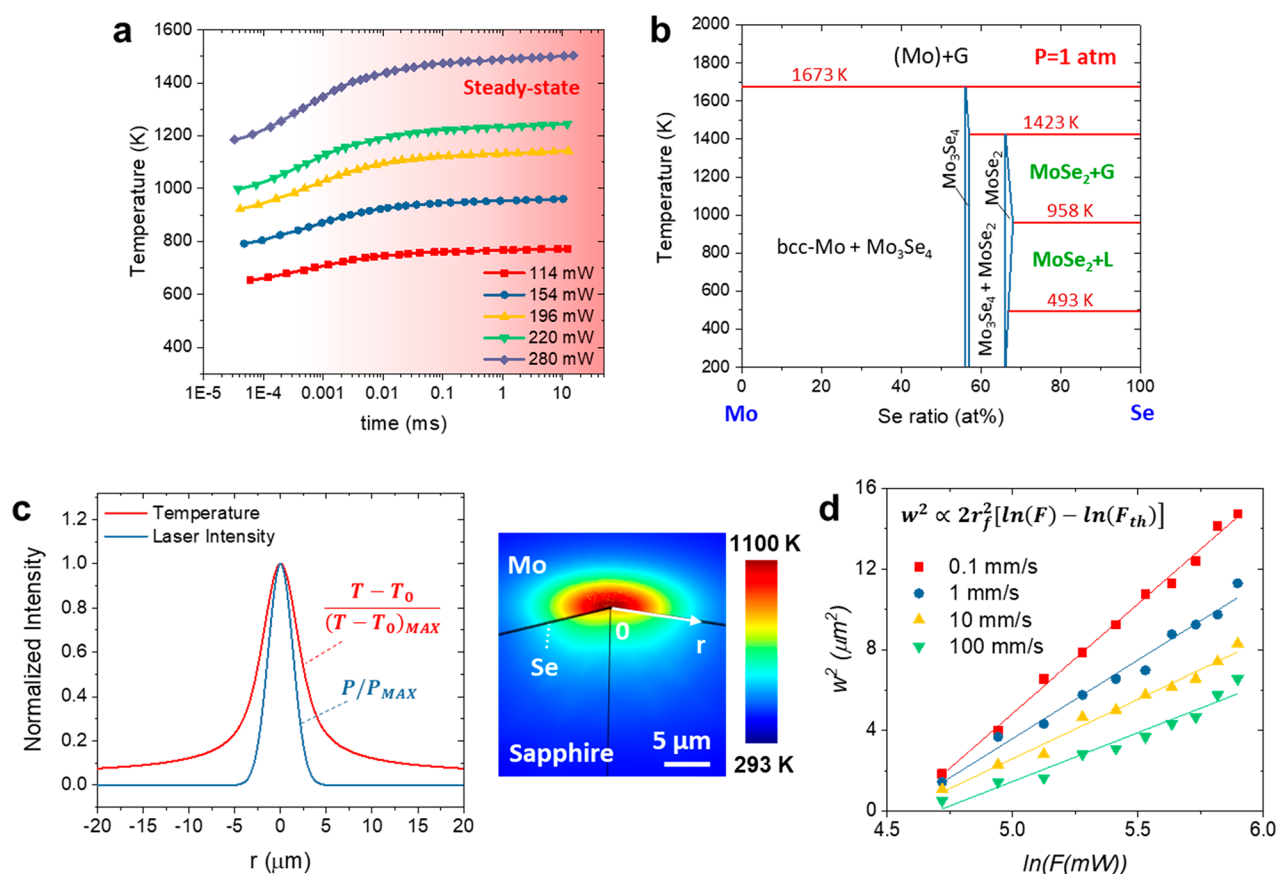 a
1600
1400
1200
1000
800
600
400
Temperature (K)
Steady-state
114 mW
154 mW
196 mW
220 mW
280 mW
1E-5 1E-4 0.001 0.01 0.1 1 10
time (ms)
b
2000
1800
1600
1400
1200
1000
800
600
400
200
Temperature (K)
(Mo)+G P=1 atm
1673 K
1423 K
Mo₃Se₄
MoSe₂
MoSe₂+G
958 K
bcc-Mo + Mo₃Se₄
Mo₃Se₄ + MoSe₂
MoSe₂+L
493 K
0 20 40 60 80 100
Mo Se ratio (at%) Se
c
1.2
1.0
0.8
0.6
0.4
0.2
0.0
Normalized Intensity
Temperature
Laser Intensity
T − T₀
(T − T₀)MAX
P/PMAX
-20 -15 -10 -5 0 5 10 15 20
r (μm)
Mo
0
r
Se
Sapphire
5 μm
1100 K
293 K
d
16
12
8
4
0
w² (μm²)
w² ∝ 2r_f²[ln(F) − ln(F_th)]
0.1 mm/s
1 mm/s
10 mm/s
100 mm/s
4.5 5.0 5.5 6.0
ln(F(mW))